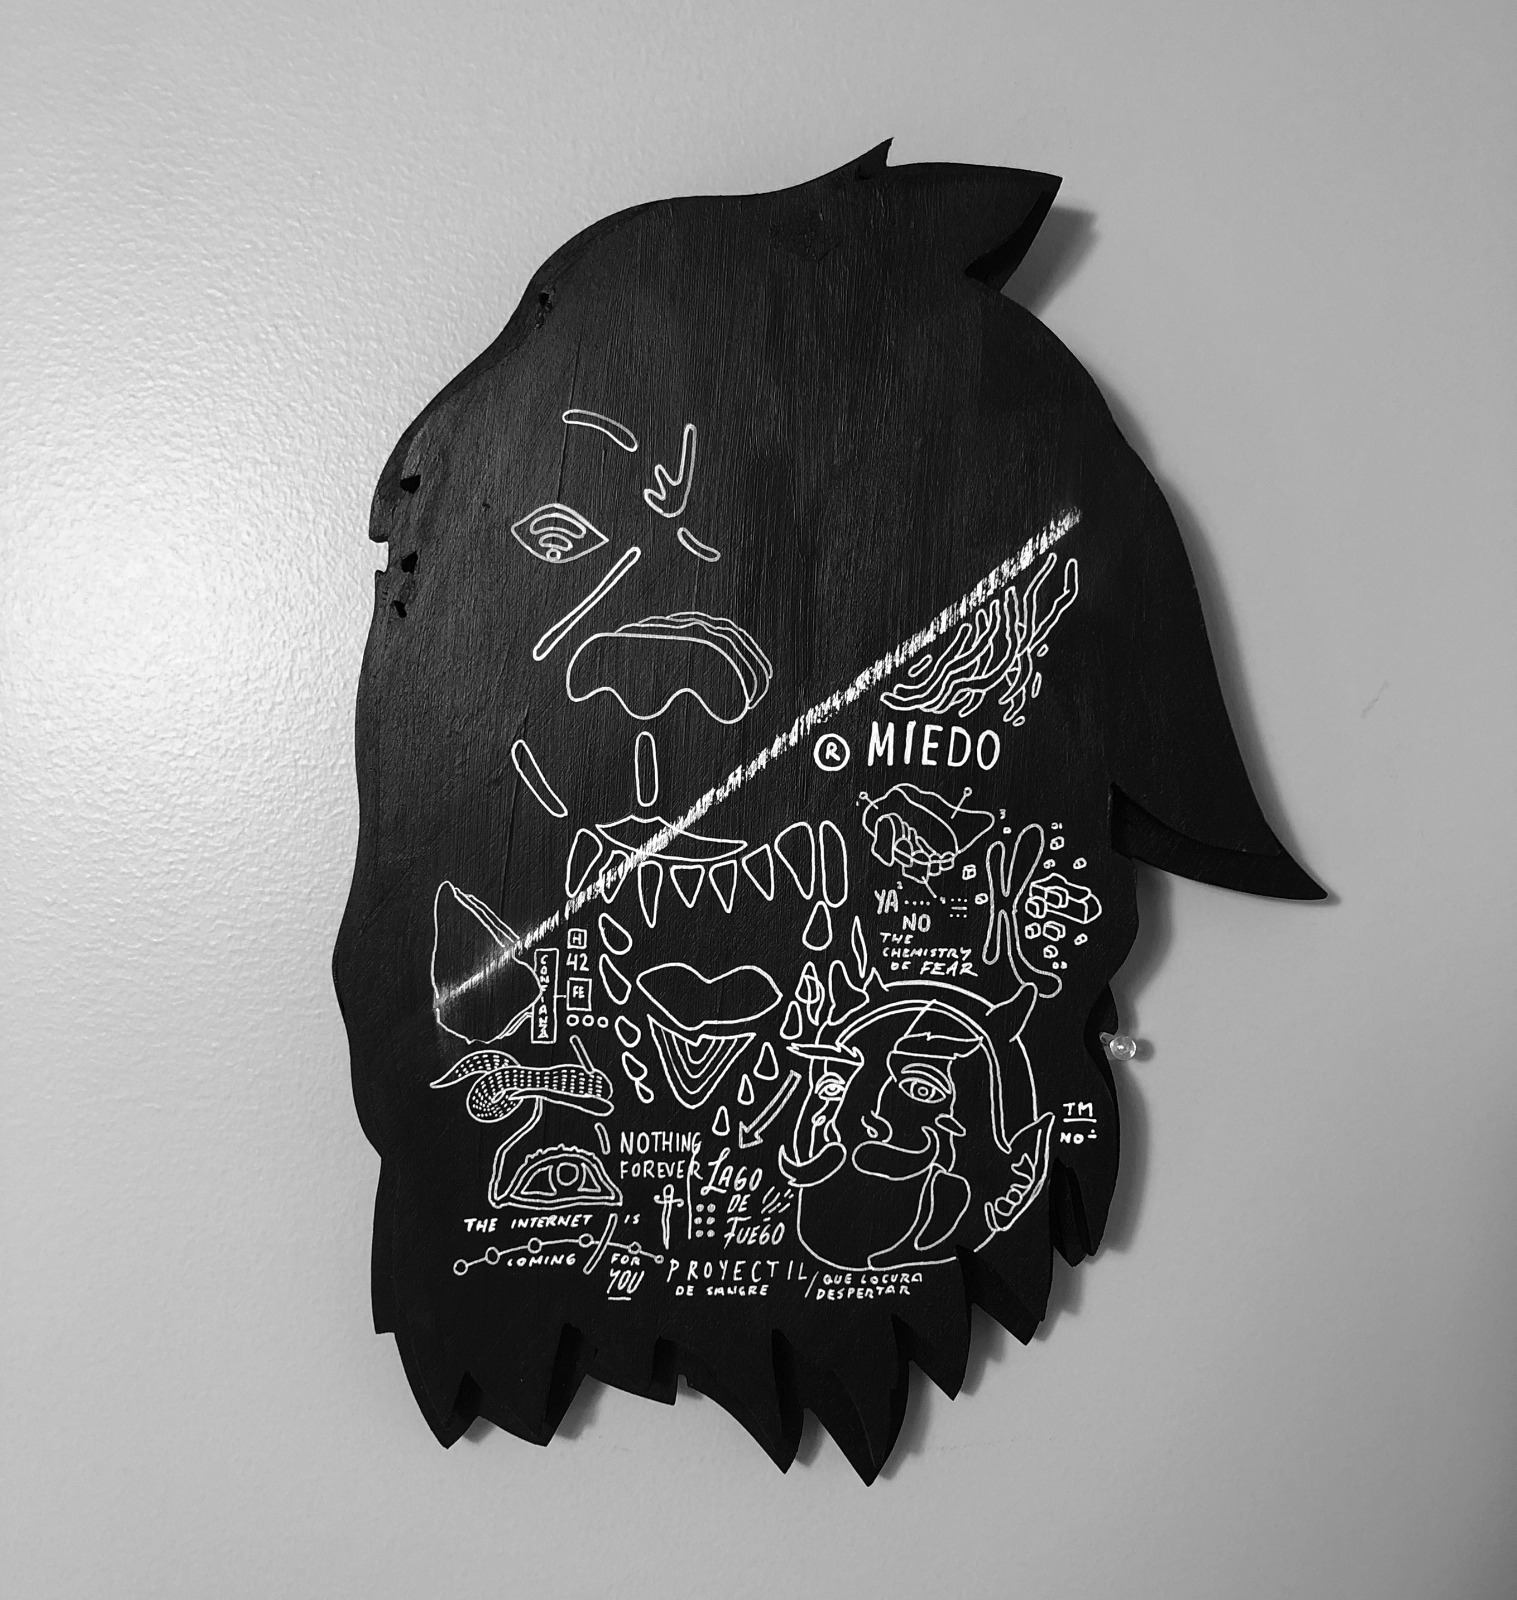 ® MIEDO
YA² NO
THE
CHEMISTRY
OF FEAR
H
42
FE
CONFIANZA
TM
NO
NOTHING
FOREVER
LAGO
DE
FUEGO
THE INTERNET IS
COMING FOR
YOU
PROYECTIL
DE SANGRE
/ QUE LOCURA
DESPERTAR